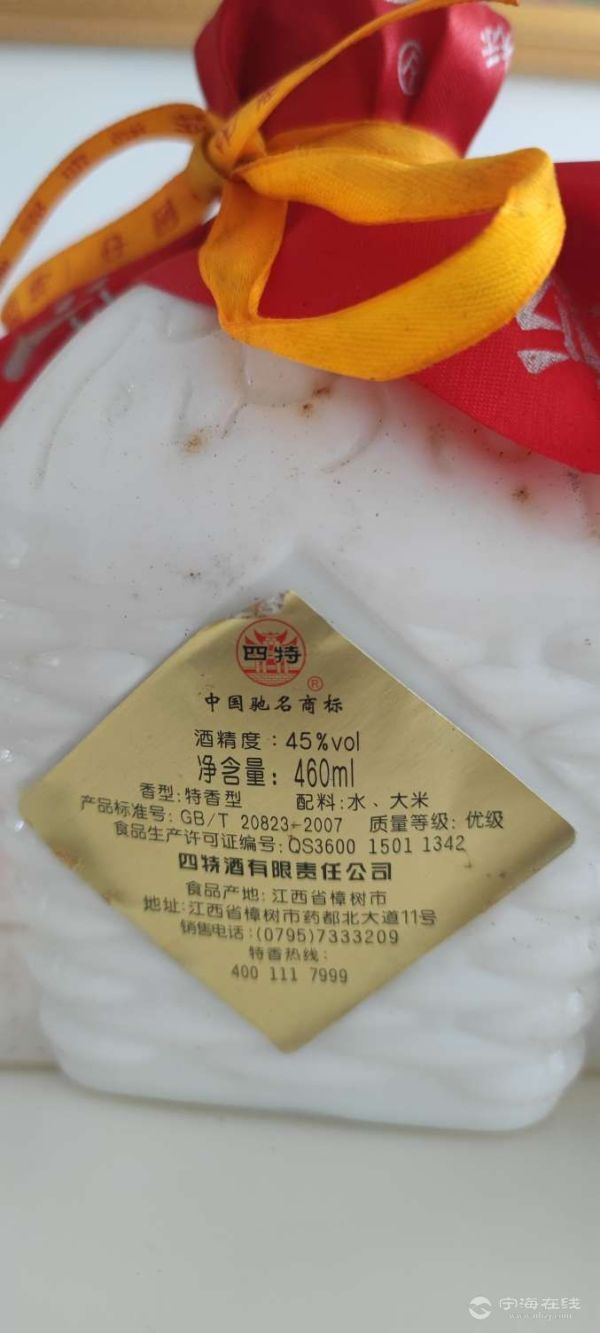 四特
®
中国驰名商标
酒精度：45%vol
净含量：460ml
香型：特香型 配料：水、大米
产品标准号：GB/T 20823-2007 质量等级：优级
食品生产许可证编号：QS3600 1501 1342
四特酒有限责任公司
食品产地：江西省樟树市
地址：江西省樟树市药都北大道11号
销售电话：(0795)7333209
特香热线：
400 111 7999
宁海在线